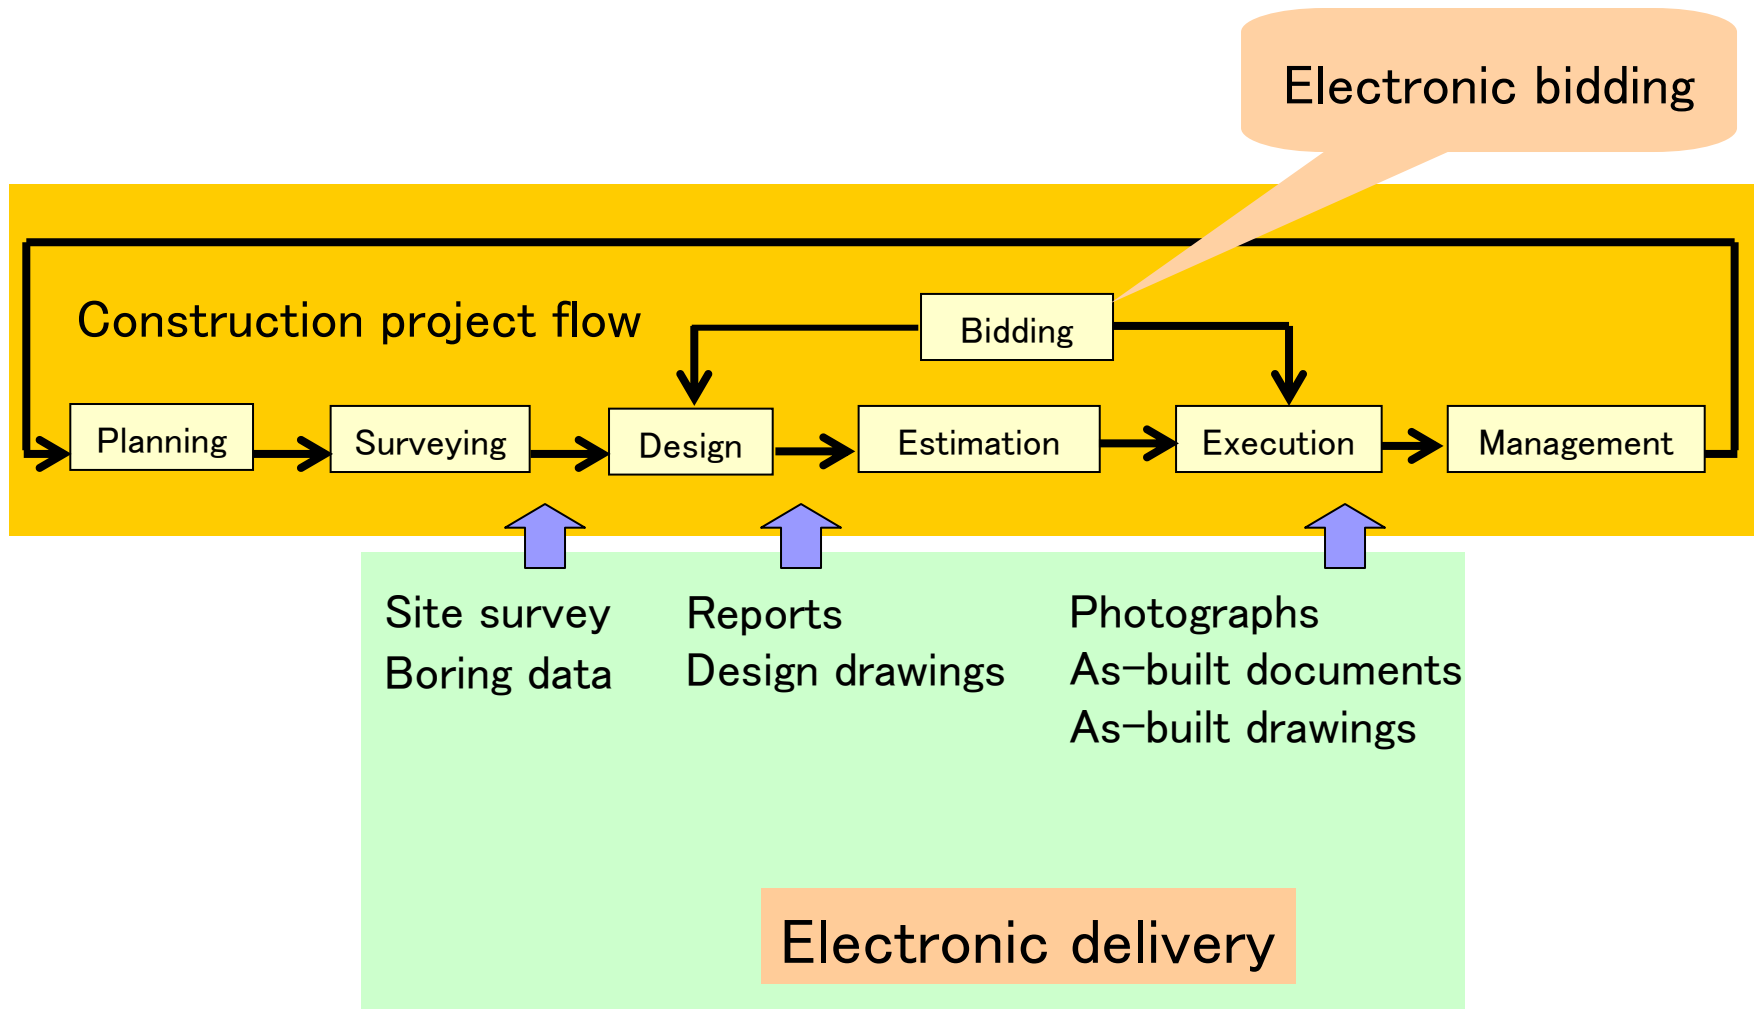 Electronic bidding
Construction project flow
Bidding
Planning
Surveying
Design
Estimation
Execution
Management
Site survey
Boring data
Reports
Design drawings
Photographs
As-built documents
As-built drawings
Electronic delivery